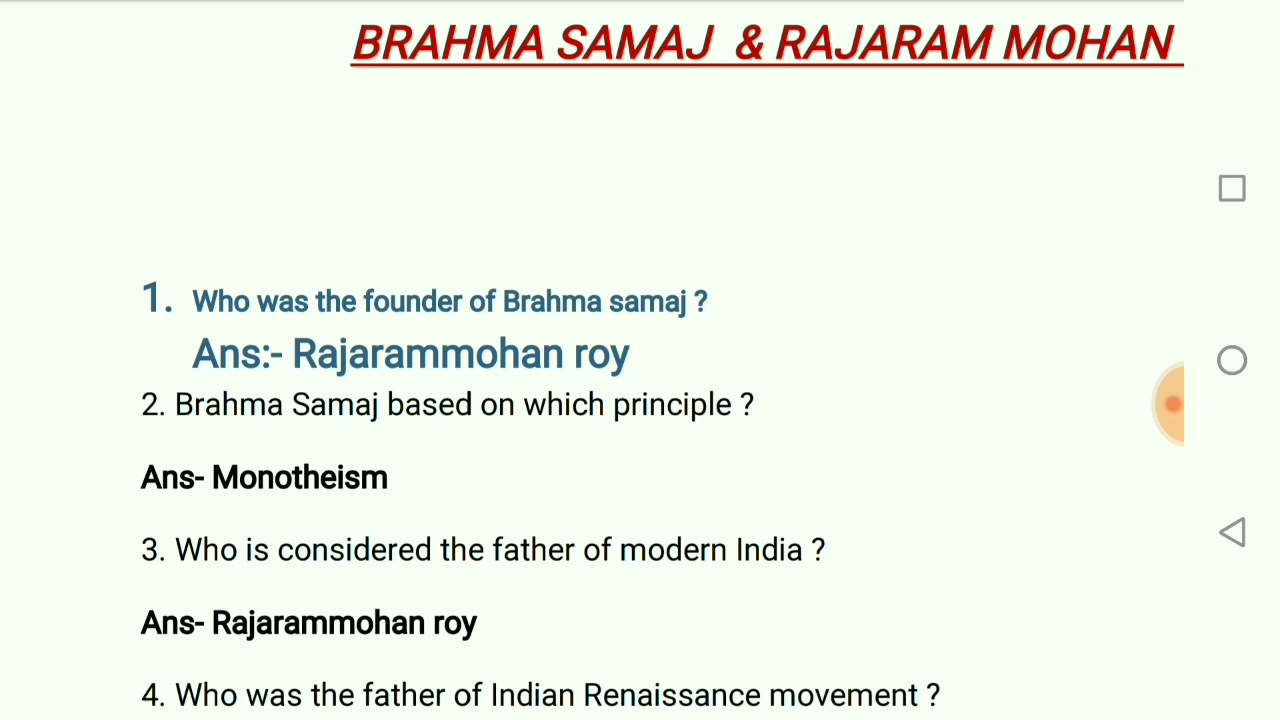 BRAHMA SAMAJ & RAJARAM MOHAN
1. Who was the founder of Brahma samaj ?
Ans:- Rajarammohan roy
2. Brahma Samaj based on which principle ?
Ans- Monotheism
3. Who is considered the father of modern India ?
Ans- Rajarammohan roy
4. Who was the father of Indian Renaissance movement ?